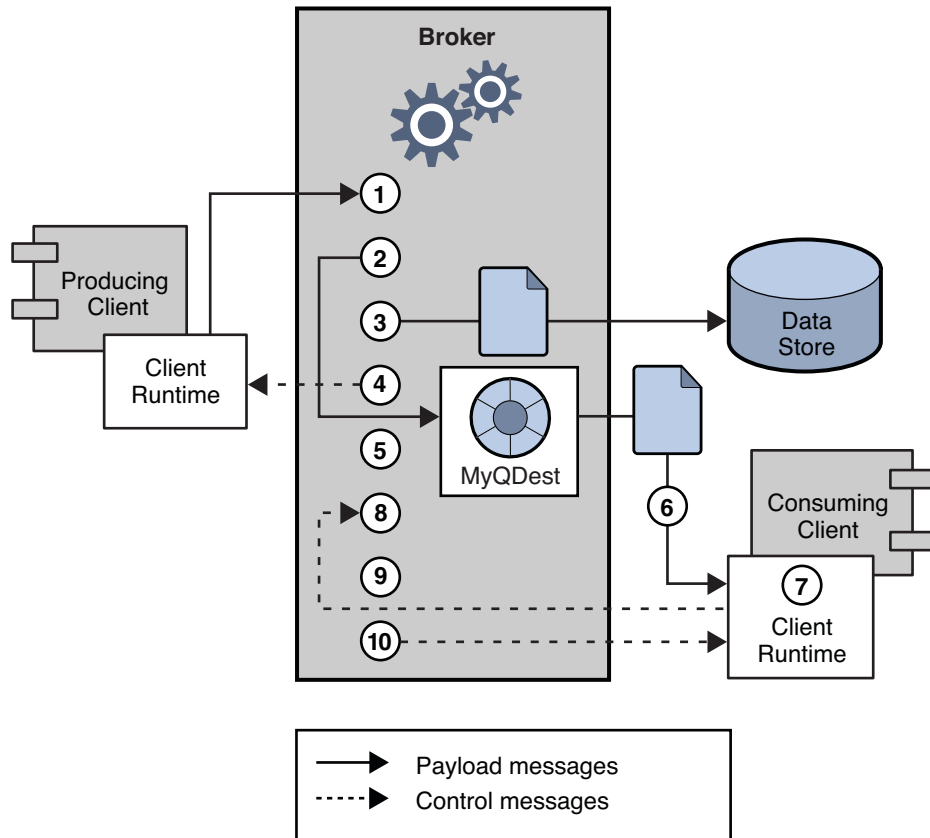 Broker
1
2
Producing
Client
3
Data
Store
Client
Runtime
4
5
MyQDest
6
8
Consuming
Client
9
7
Client
Runtime
10
Payload messages
Control messages